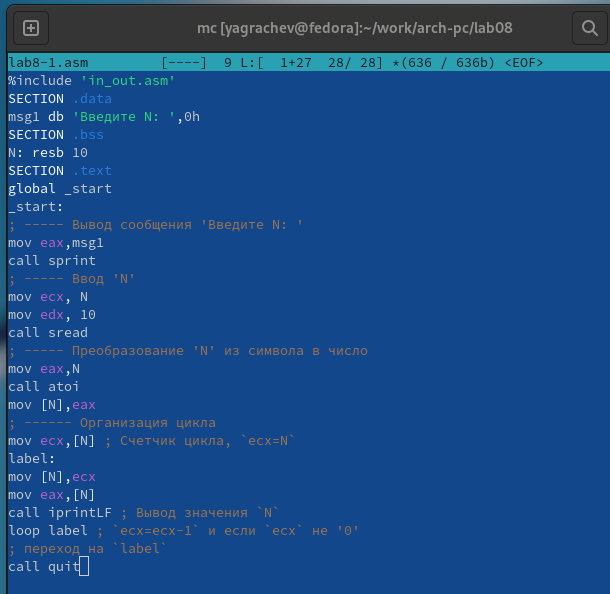 mc [yagrachev@fedora]:~/work/arch-pc/lab08
lab8-1.asm         [----]  9 L:[  1+27  28/ 28] *(636 / 636b) <EOF>
%include 'in_out.asm'
SECTION .data
msg1 db 'Введите N: ',0h
SECTION .bss
N: resb 10
SECTION .text
global _start
_start:
; ----- Вывод сообщения 'Введите N: '
mov eax,msg1
call sprint
; ----- Ввод 'N'
mov ecx, N
mov edx, 10
call sread
; ----- Преобразование 'N' из символа в число
mov eax,N
call atoi
mov [N],eax
; ------ Организация цикла
mov ecx,[N] ; Счетчик цикла, `ecx=N`
label:
mov [N],ecx
mov eax,[N]
call iprintLF ; Вывод значения `N`
loop label ; `ecx=ecx-1` и если `ecx` не '0'
; переход на `label`
call quit